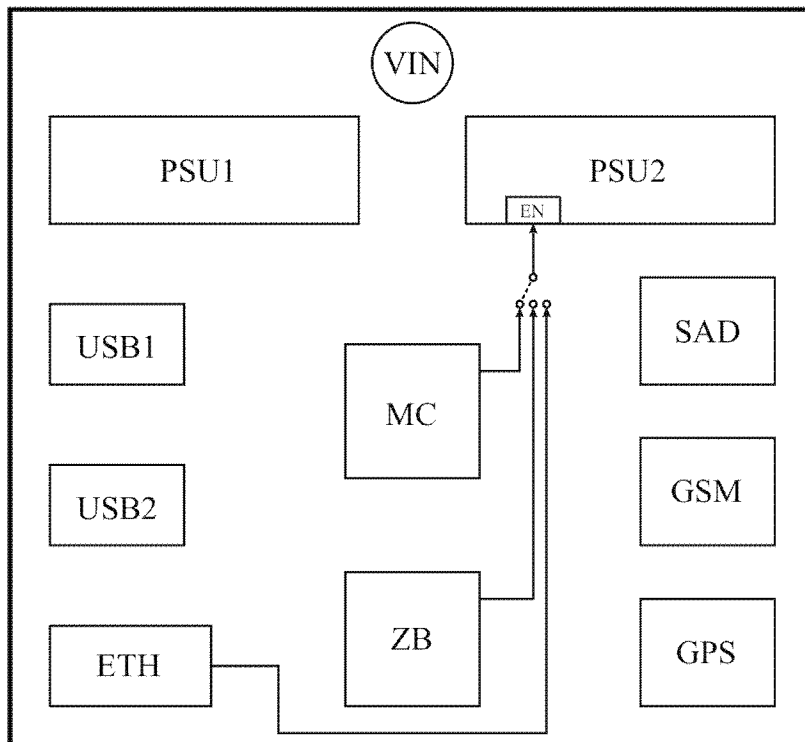 VIN
PSU1
PSU2
EN
USB1
SAD
MC
USB2
GSM
ETH
ZB
GPS